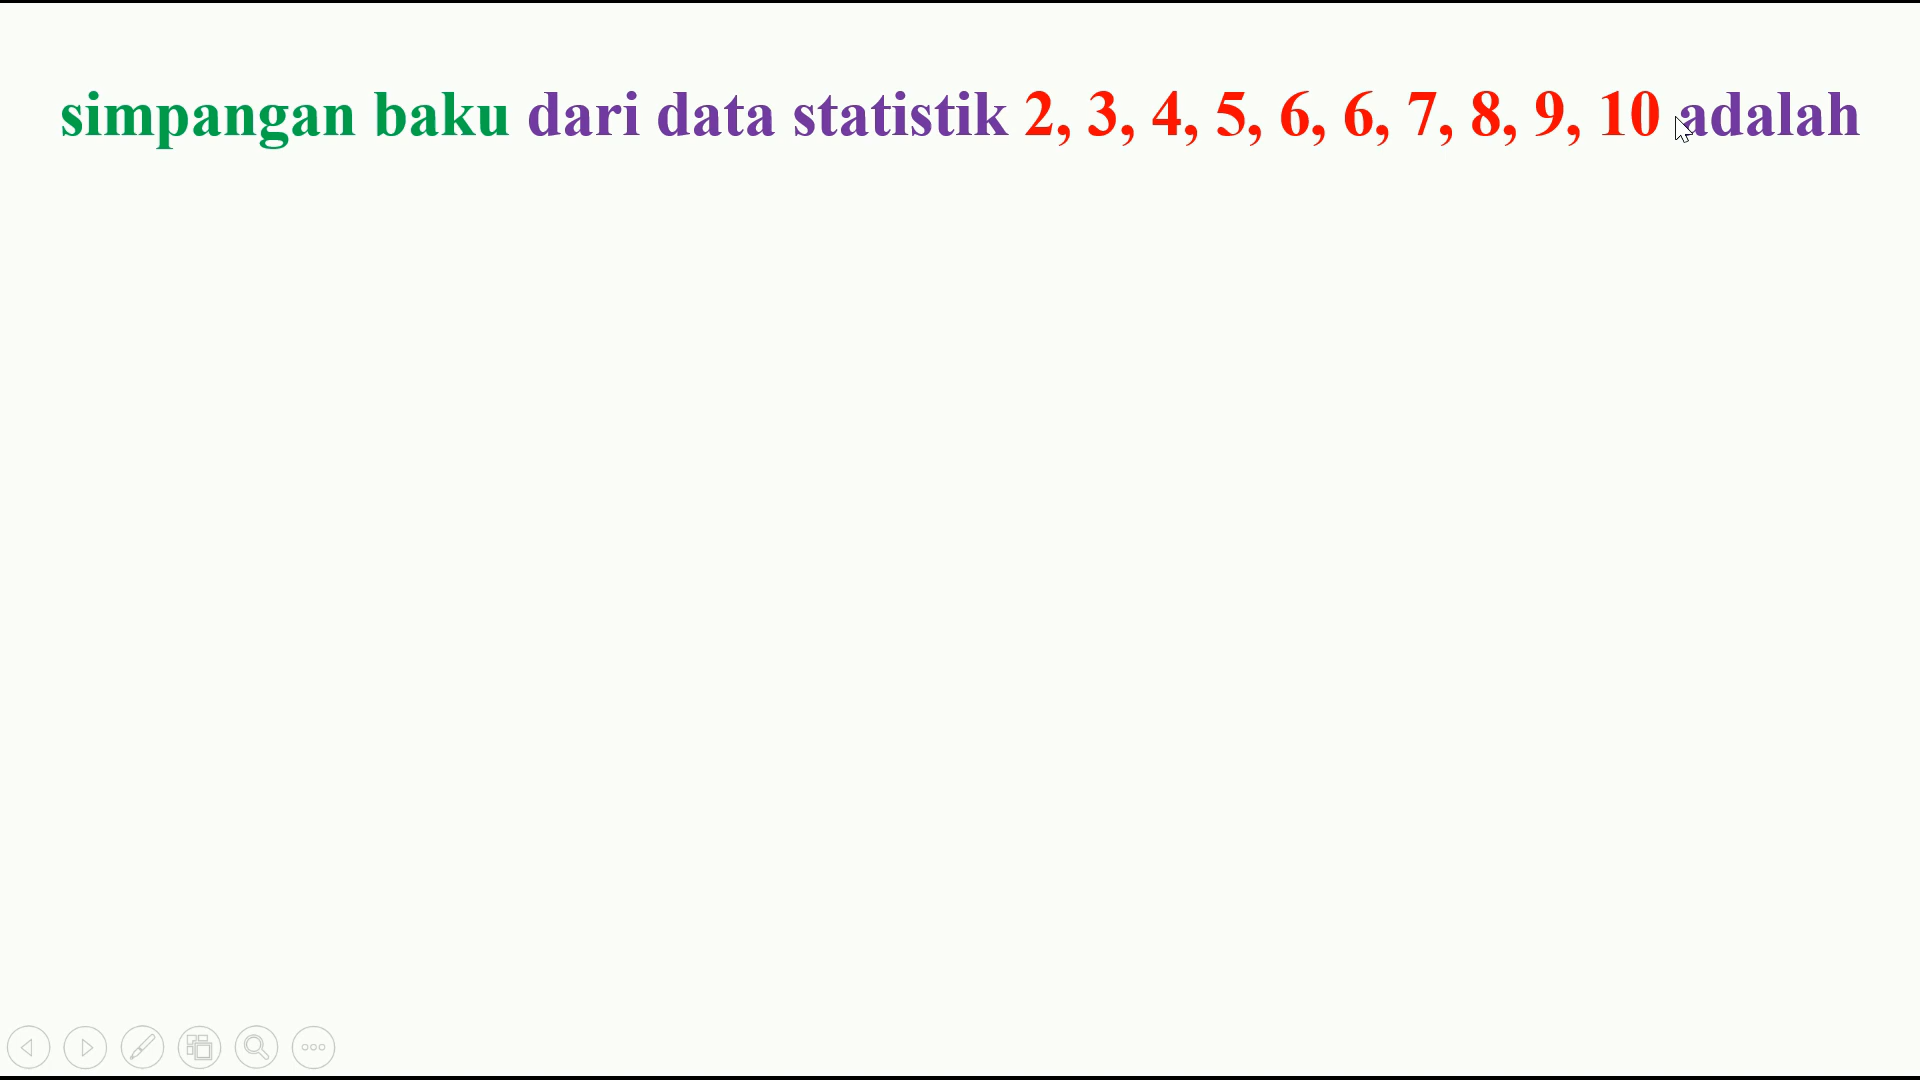 simpangan baku dari data statistik 2, 3, 4, 5, 6, 6, 7, 8, 9, 10 adalah